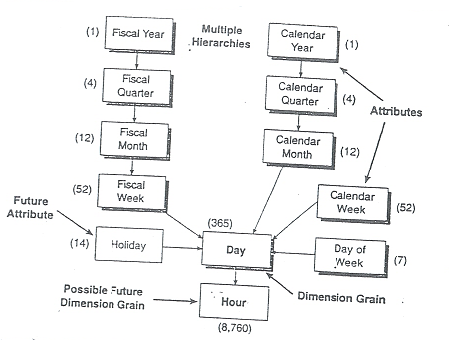 (1)
Fiscal Year
Multiple
Hierarchies
Calendar
Year
(1)
(4)
Fiscal
Quarter
Calendar
Quarter
(4)
Attributes
(12)
Fiscal
Month
Calendar
Month
(12)
(52)
Fiscal
Week
Calendar
Week
(52)
Future
Attribute
(365)
(14)
Holiday
Day
Day of
Week
(7)
Possible Future
Dimension Grain
Hour
Dimension Grain
(8,760)